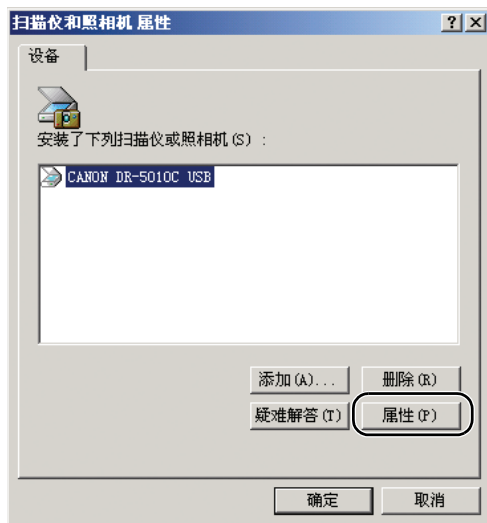 扫描仪和照相机 属性
设备
安装了下列扫描仪或照相机(S)：
CANON DR-5010C USB
添加(A)... 删除(R)
疑难解答(T) 属性(P)
确定 取消